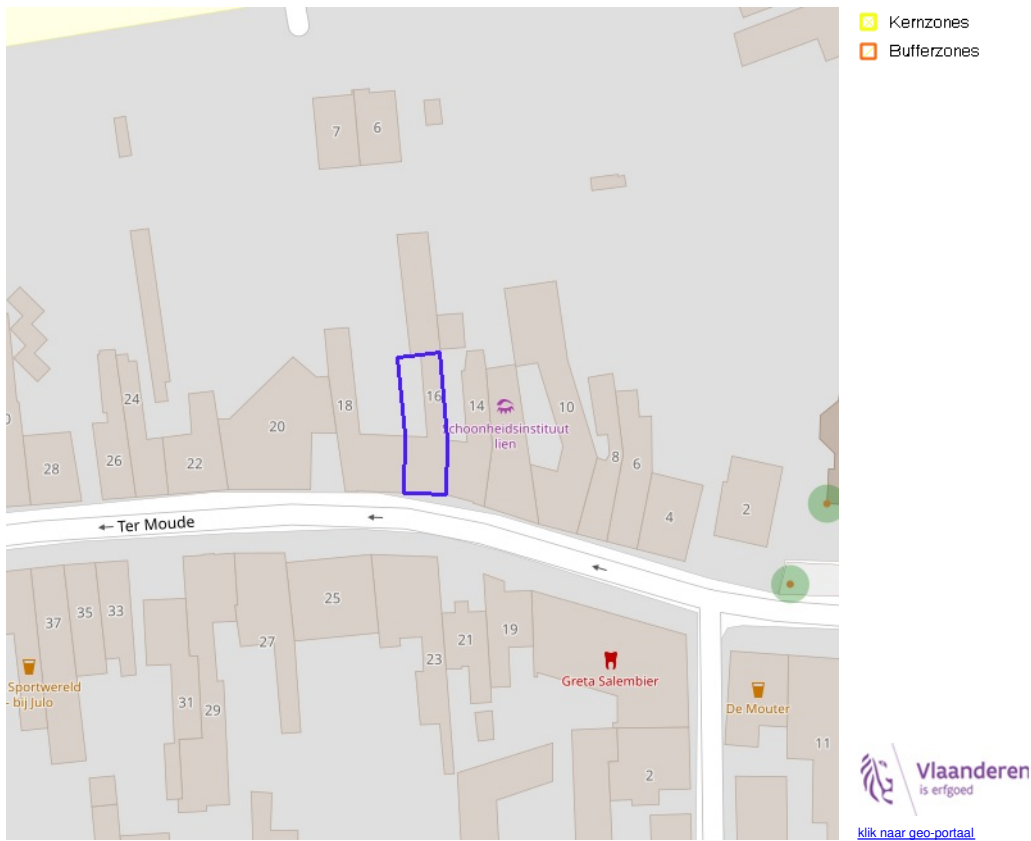 Kernzones
Bufferzones
7
6
24
18
16
14
10
20
Schoonheidsinstituut
lien
28
26
22
8
6
4
2
Ter Moude
37
35
33
25
27
21
19
23
Greta Salembier
Sportwereld
- bij Julo
31
29
De Mouter
11
2
Vlaanderen
is erfgoed
klik naar geo-portaal